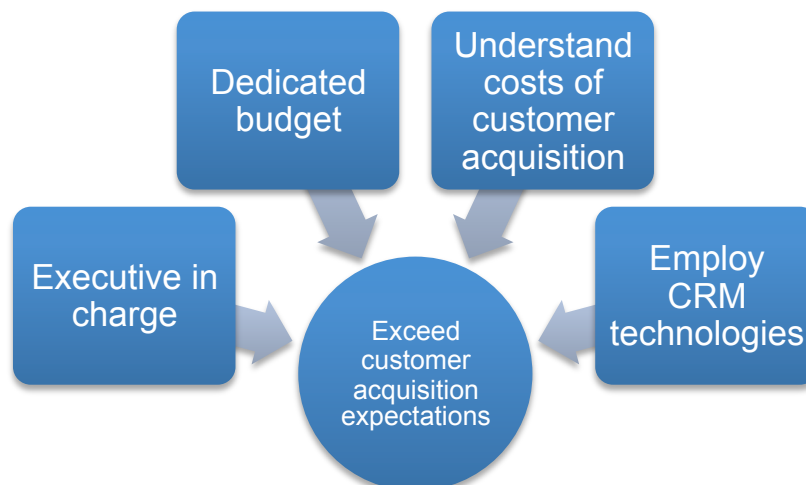 Dedicated
budget
Understand
costs of
customer
acquisition
Executive in
charge
Employ
CRM
technologies
Exceed
customer
acquisition
expectations